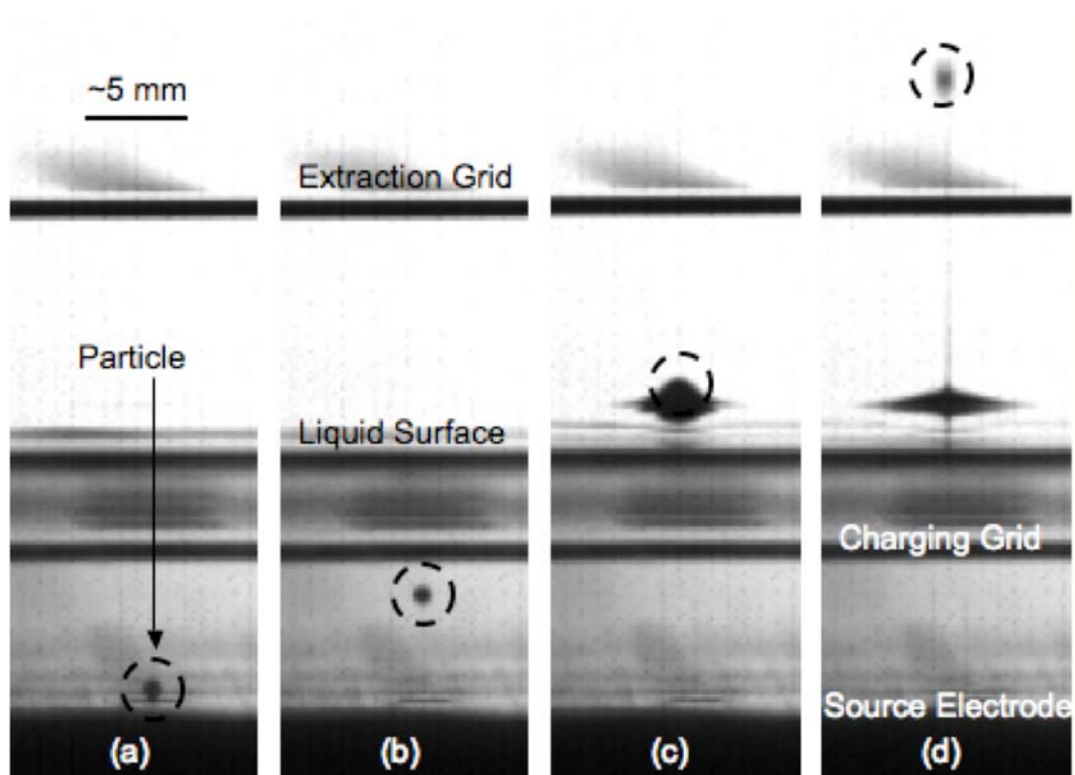 ~5 mm
Extraction Grid
Particle
Liquid Surface
Charging Grid
Source Electrode
(a)
(b)
(c)
(d)